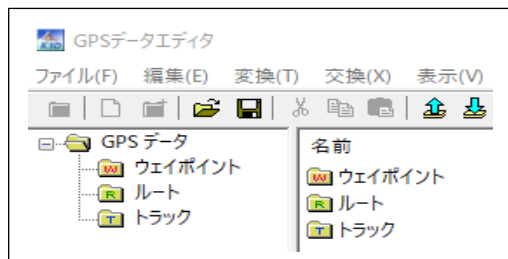 GPSデータエディタ
ファイル(F) 編集(E) 変換(T) 交換(X) 表示(V)
GPS データ
ウェイポイント
ルート
トラック
名前
ウェイポイント
ルート
トラック